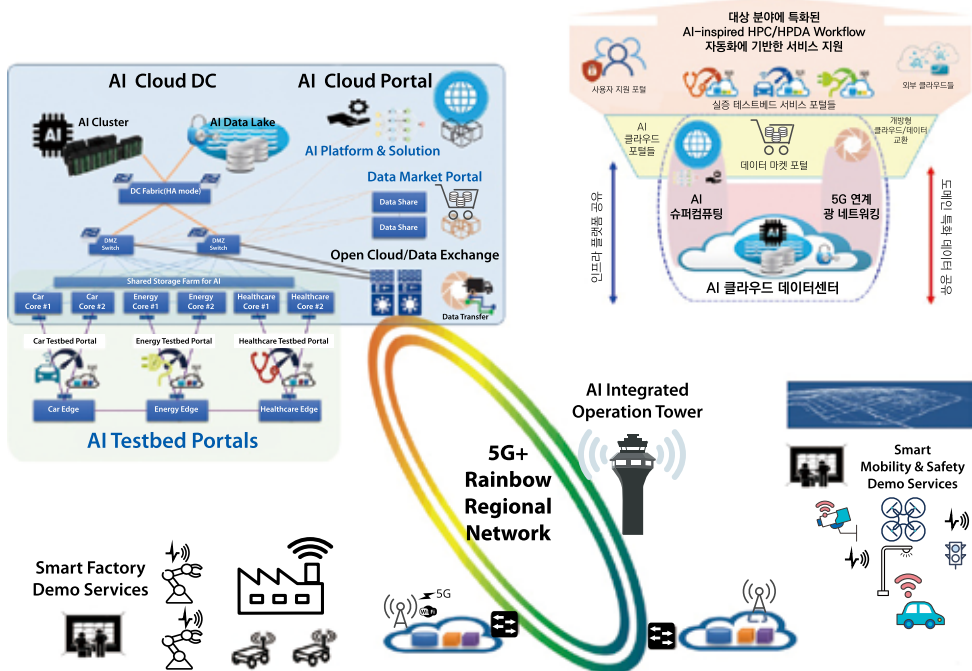 AI Cloud DC
AI Cloud Portal
AI Cluster
AI
AI Data Lake
AI Platform & Solution
DC Fabric(HA mode)
Data Market Portal
Data Share
Data Share
DMZ
Switch
DMZ
Switch
Open Cloud/Data Exchange
Shared Storage Farm for AI
Car
Core #1
Car
Core #2
Energy
Core #1
Energy
Core #2
Healthcare
Core #1
Healthcare
Core #2
Data Transfer
Car Testbed Portal
Energy Testbed Portal
Healthcare Testbed Portal
Car Edge
Energy Edge
Healthcare Edge
AI Testbed Portals
대상 분야에 특화된
AI-inspired HPC/HPDA Workflow
자동화에 기반한 서비스 지원
사용자 지원 포털
외부 클라우드들
실증 테스트베드 서비스 포털들
AI
클라우드
포털들
데이터 마켓 포털
개방형
클라우드/데이터
교환
AI
슈퍼컴퓨팅
5G 연계
광 네트워킹
AI
AI 클라우드 데이터센터
인프라 플랫폼 공유
도메인 특화 데이터 공유
5G+
Rainbow
Regional
Network
AI Integrated
Operation Tower
Smart
Mobility & Safety
Demo Services
Smart Factory
Demo Services
5G
Wi Fi